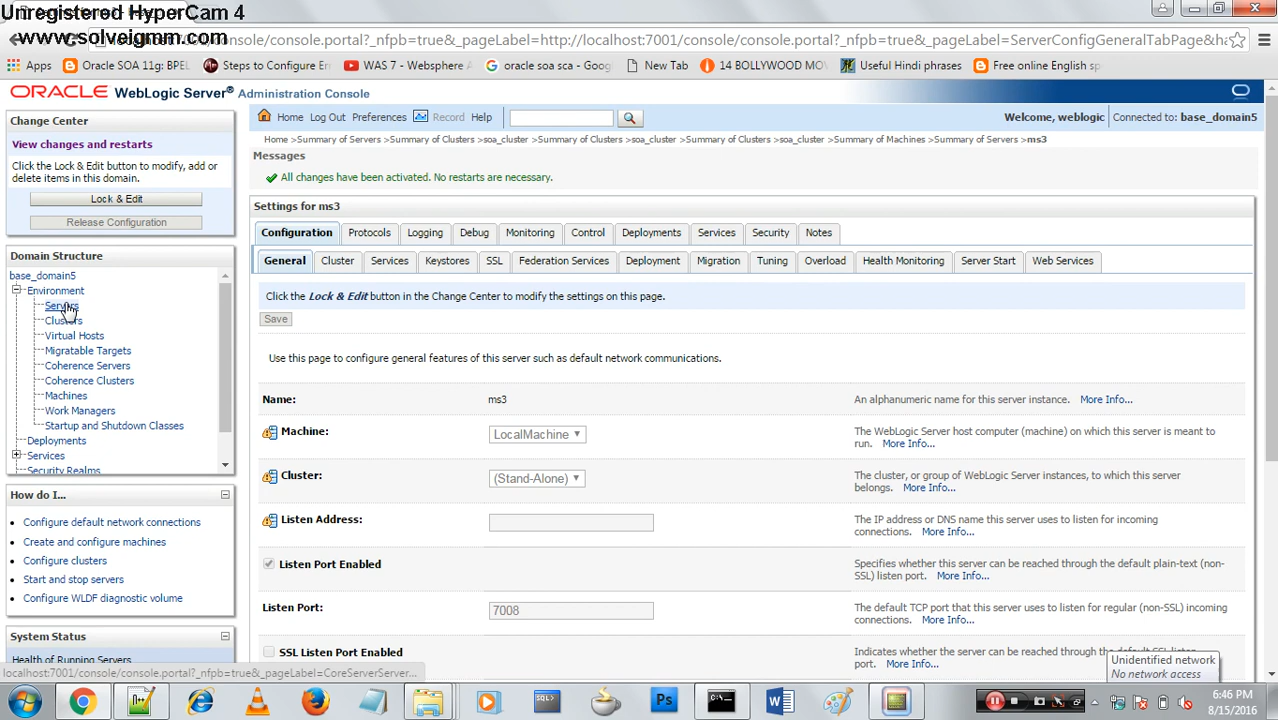 Unregistered HyperCam 4
www.solveigmm.com
/console/console.portal?_nfpb=true&_pageLabel=http://localhost:7001/console/console.portal?_nfpb=true&_pageLabel=ServerConfigGeneralTabPage&ha
Apps Oracle SOA 11g: BPEL Steps to Configure Er WAS 7 - Websphere A oracle soa sca - Goog New Tab 14 BOLLYWOOD MOV Useful Hindi phrases Free online English sp
ORACLE WebLogic Server® Administration Console
Change Center
View changes and restarts
Click the Lock & Edit button to modify, add or
delete items in this domain.
Lock & Edit
Release Configuration
Domain Structure
base_domain5
Environment
Servers
Clusters
Virtual Hosts
Migratable Targets
Coherence Servers
Coherence Clusters
Machines
Work Managers
Startup and Shutdown Classes
Deployments
Services
Security Realms
How do I...
Configure default network connections
Create and configure machines
Configure clusters
Start and stop servers
Configure WLDF diagnostic volume
System Status
Health of Running Servers
Home Log Out Preferences Record Help
Welcome, weblogic Connected to: base_domain5
Home >Summary of Servers >Summary of Clusters >soa_cluster >Summary of Clusters >soa_cluster >Summary of Clusters >soa_cluster >Summary of Machines >Summary of Servers >ms3
Messages
All changes have been activated. No restarts are necessary.
Settings for ms3
Configuration Protocols Logging Debug Monitoring Control Deployments Services Security Notes
General Cluster Services Keystores SSL Federation Services Deployment Migration Tuning Overload Health Monitoring Server Start Web Services
Click the Lock & Edit button in the Change Center to modify the settings on this page.
Save
Use this page to configure general features of this server such as default network communications.
Name: ms3 An alphanumeric name for this server instance. More Info...
Machine: LocalMachine The WebLogic Server host computer (machine) on which this server is meant to
run. More Info...
Cluster: (Stand-Alone) The cluster, or group of WebLogic Server instances, to which this server
belongs. More Info...
Listen Address: The IP address or DNS name this server uses to listen for incoming
connections. More Info...
Listen Port Enabled Specifies whether this server can be reached through the default plain-text (non-
SSL) listen port. More Info...
Listen Port: 7008 The default TCP port that this server uses to listen for regular (non-SSL) incoming
connections. More Info...
SSL Listen Port Enabled Indicates whether the server can be reached through the default SSL listen
port. More Info...
localhost:7001/console/console.portal?_nfpb=true&_pageLabel=CoreServerServer...
Unidentified network
No network access
6:46 PM
8/15/2016